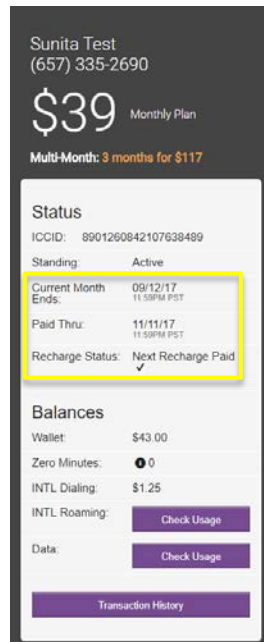 Sunita Test
(657) 335-2690
$39 Monthly Plan
Multi-Month: 3 months for $117
Status
ICCID: 8901260842107638489
Standing: Active
Current Month Ends: 09/12/17
11:59PM PST
Paid Thru: 11/11/17
11:59PM PST
Recharge Status: Next Recharge Paid
✓
Balances
Wallet: $43.00
Zero Minutes: 0
INTL Dialing: $1.25
INTL Roaming: Check Usage
Data: Check Usage
Transaction History